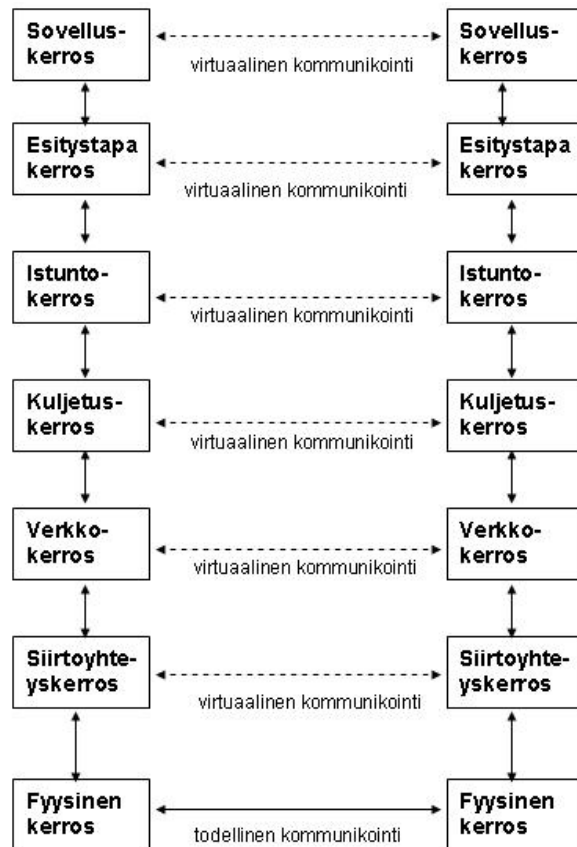 Sovellus-
kerros
virtuaalinen kommunikointi
Sovellus-
kerros
Esitystapa
kerros
virtuaalinen kommunikointi
Esitystapa
kerros
Istunto-
kerros
virtuaalinen kommunikointi
Istunto-
kerros
Kuljetus-
kerros
virtuaalinen kommunikointi
Kuljetus-
kerros
Verkko-
kerros
virtuaalinen kommunikointi
Verkko-
kerros
Siirtoyhte-
yskerros
virtuaalinen kommunikointi
Siirtoyhte-
yskerros
Fyysinen
kerros
todellinen kommunikointi
Fyysinen
kerros